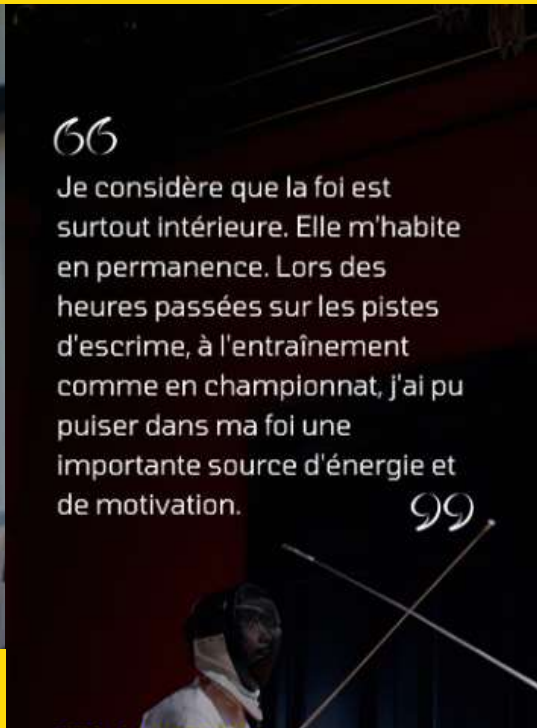 Je considère que la foi est
surtout intérieure. Elle m'habite
en permanence. Lors des
heures passées sur les pistes
d'escrime, à l'entraînement
comme en championnat, j'ai pu
puiser dans ma foi une
importante source d'énergie et
de motivation.